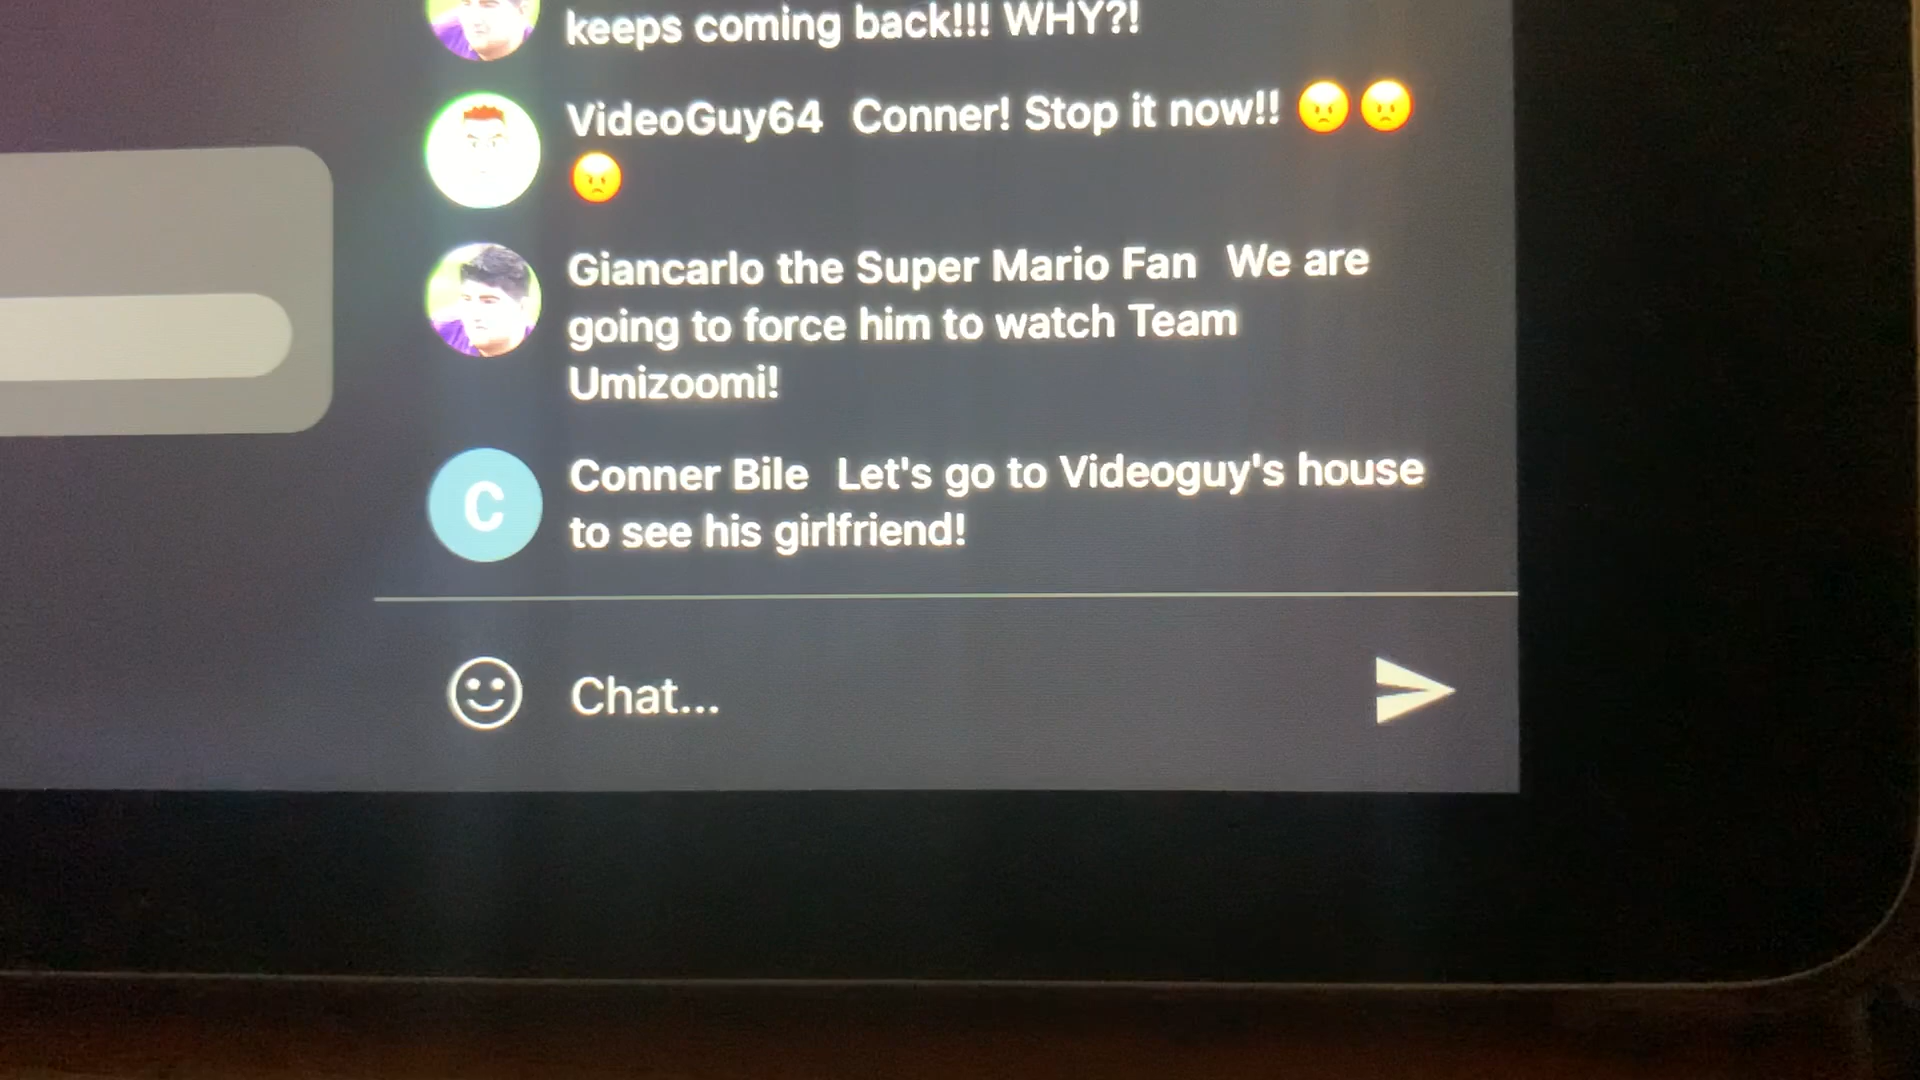 keeps coming back!!! WHY?!
VideoGuy64 Conner! Stop it now!! 😡😡
😡
Giancarlo the Super Mario Fan We are
going to force him to watch Team
Umizoomi!
C
Conner Bile Let's go to Videoguy's house
to see his girlfriend!
Chat...